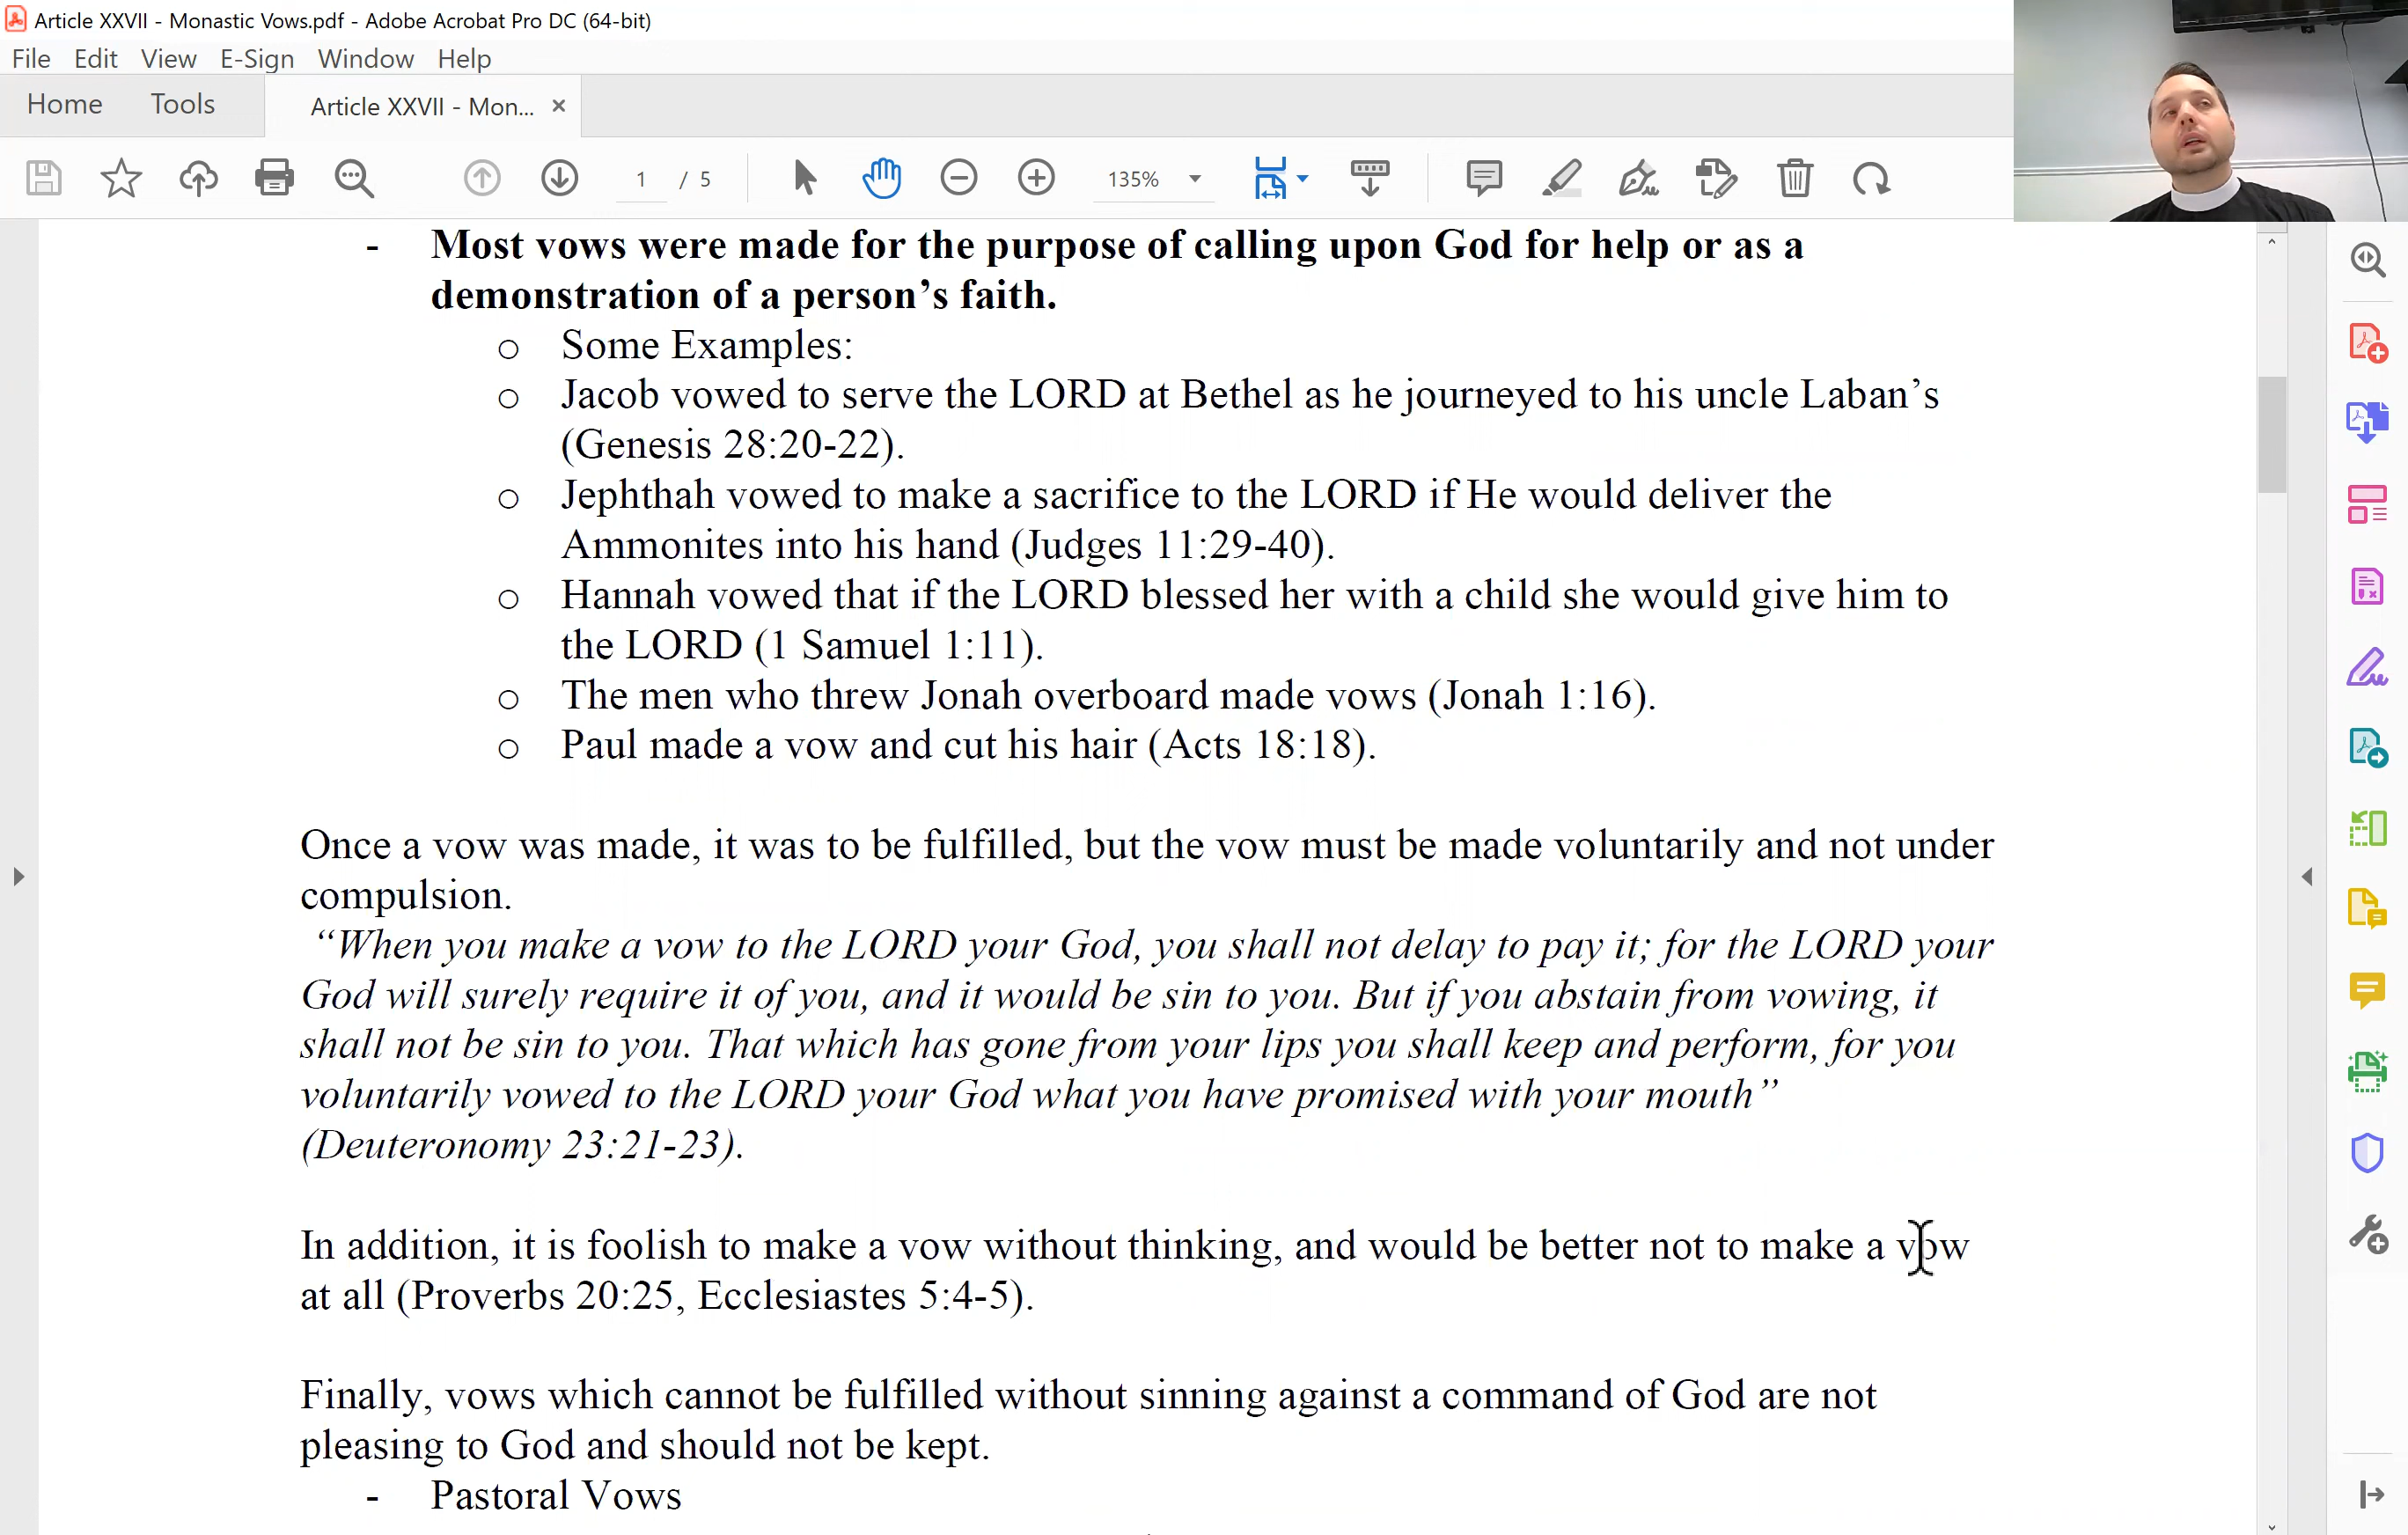 Article XXVII - Monastic Vows.pdf - Adobe Acrobat Pro DC (64-bit)
File Edit View E-Sign Window Help
Home Tools Article XXVII - Mon... ×
1 / 5 135%
- Most vows were made for the purpose of calling upon God for help or as a
demonstration of a person’s faith.
o Some Examples:
o Jacob vowed to serve the LORD at Bethel as he journeyed to his uncle Laban’s
(Genesis 28:20-22).
o Jephthah vowed to make a sacrifice to the LORD if He would deliver the
Ammonites into his hand (Judges 11:29-40).
o Hannah vowed that if the LORD blessed her with a child she would give him to
the LORD (1 Samuel 1:11).
o The men who threw Jonah overboard made vows (Jonah 1:16).
o Paul made a vow and cut his hair (Acts 18:18).
Once a vow was made, it was to be fulfilled, but the vow must be made voluntarily and not under
compulsion.
“When you make a vow to the LORD your God, you shall not delay to pay it; for the LORD your
God will surely require it of you, and it would be sin to you. But if you abstain from vowing, it
shall not be sin to you. That which has gone from your lips you shall keep and perform, for you
voluntarily vowed to the LORD your God what you have promised with your mouth”
(Deuteronomy 23:21-23).
In addition, it is foolish to make a vow without thinking, and would be better not to make a vow
at all (Proverbs 20:25, Ecclesiastes 5:4-5).
Finally, vows which cannot be fulfilled without sinning against a command of God are not
pleasing to God and should not be kept.
- Pastoral Vows